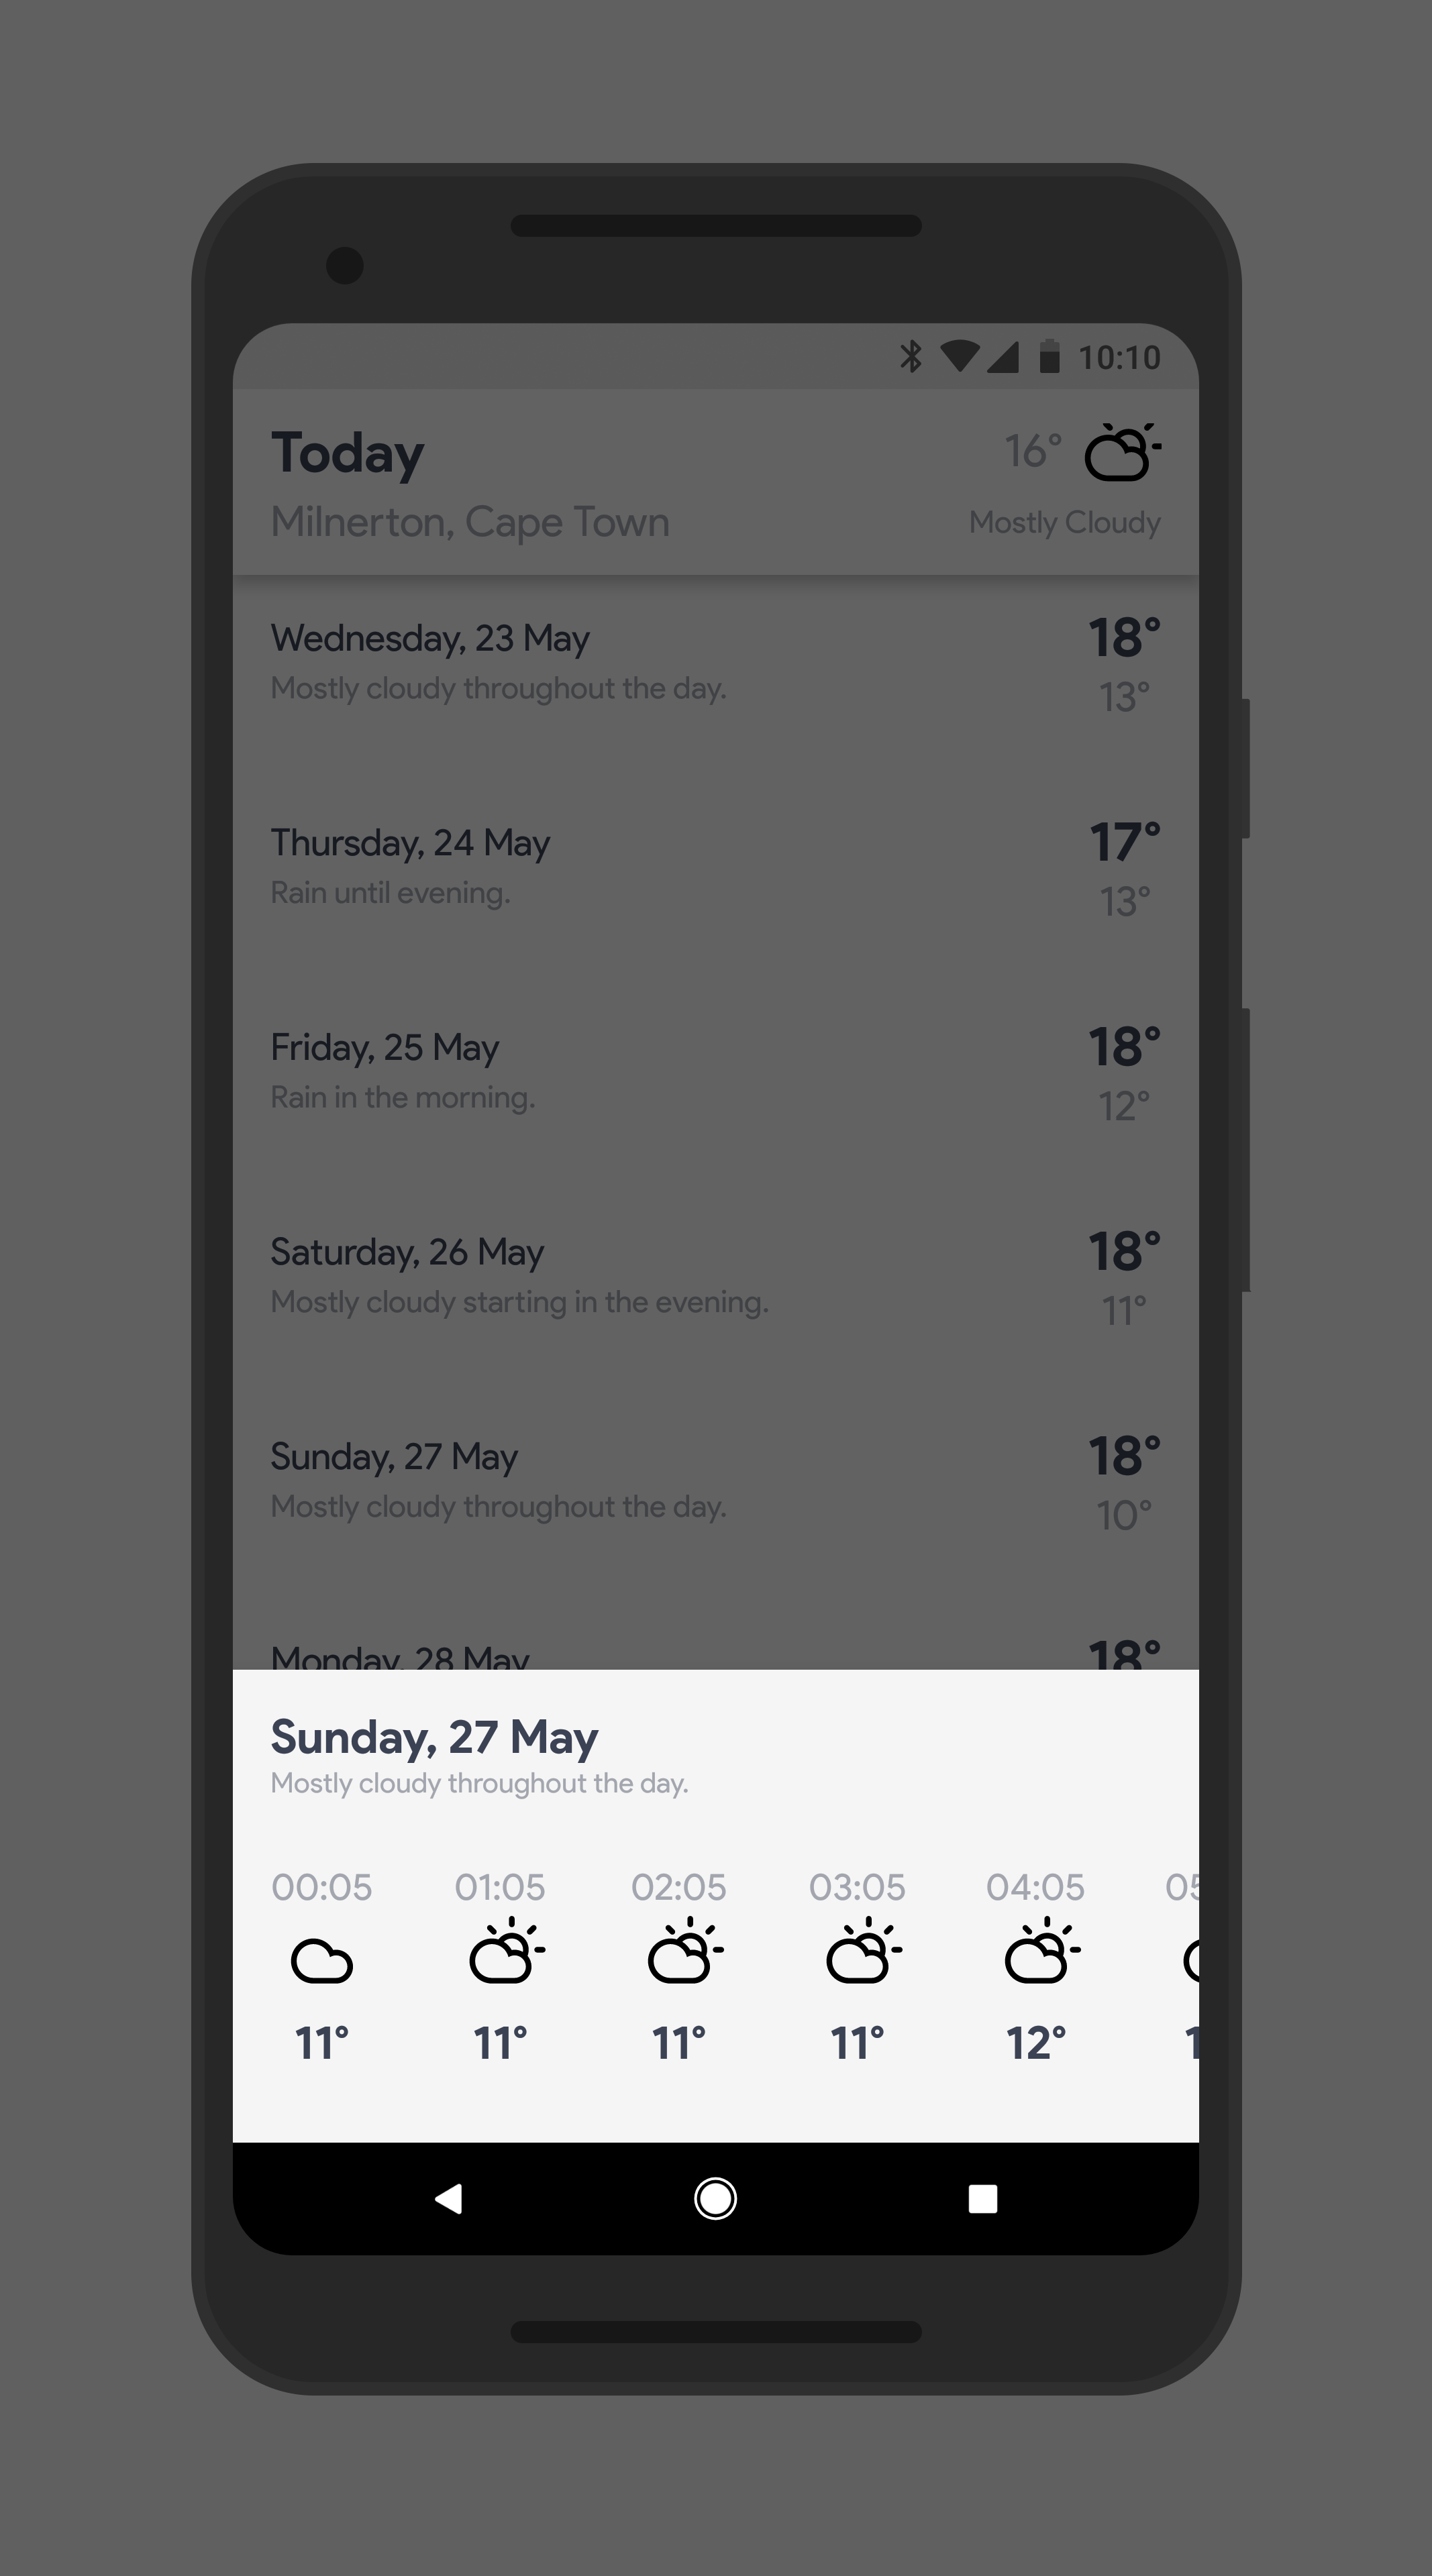 10:10
Today 16°
Milnerton, Cape Town Mostly Cloudy
Wednesday, 23 May 18°
Mostly cloudy throughout the day. 13°
Thursday, 24 May 17°
Rain until evening. 13°
Friday, 25 May 18°
Rain in the morning. 12°
Saturday, 26 May 18°
Mostly cloudy starting in the evening. 11°
Sunday, 27 May 18°
Mostly cloudy throughout the day. 10°
Monday, 28 May 18°
Sunday, 27 May
Mostly cloudy throughout the day.
00:05 01:05 02:05 03:05 04:05
11° 11° 11° 11° 12°